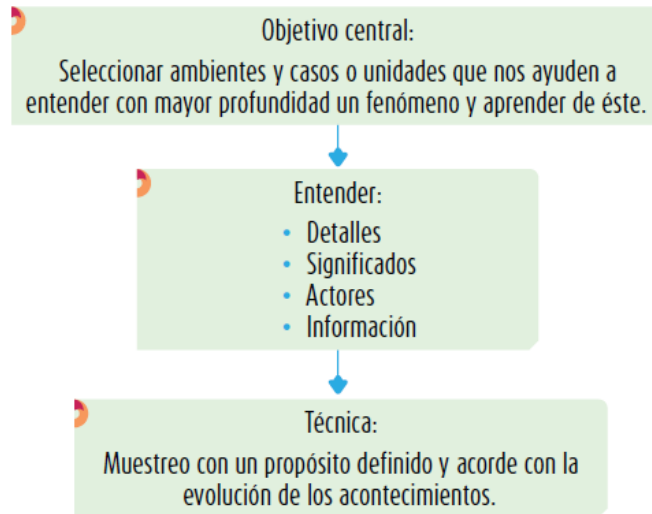 Objetivo central:
Seleccionar ambientes y casos o unidades que nos ayuden a
entender con mayor profundidad un fenómeno y aprender de éste.
Entender:
• Detalles
• Significados
• Actores
• Información
Técnica:
Muestreo con un propósito definido y acorde con la
evolución de los acontecimientos.